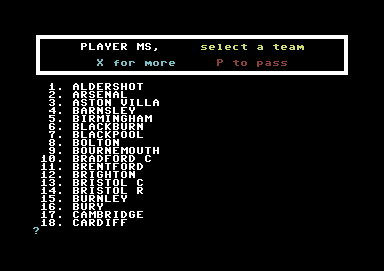 PLAYER MS, select a team
X for more P to pass
1. ALDERSHOT
2. ARSENAL
3. ASTON VILLA
4. BARNSLEY
5. BIRMINGHAM
6. BLACKBURN
7. BLACKPOOL
8. BOLTON
9. BOURNEMOUTH
10. BRADFORD C
11. BRENTFORD
12. BRIGHTON
13. BRISTOL C
14. BRISTOL R
15. BURNLEY
16. BURY
17. CAMBRIDGE
18. CARDIFF
?